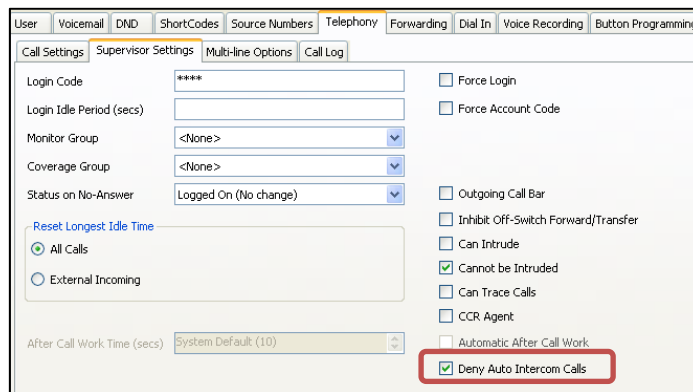 User Voicemail DND ShortCodes Source Numbers Telephony Forwarding Dial In Voice Recording Button Programming
Call Settings Supervisor Settings Multi-line Options Call Log
Login Code **** Force Login
Login Idle Period (secs) Force Account Code
Monitor Group <None>
Coverage Group <None>
Status on No-Answer Logged On (No change) Outgoing Call Bar
Inhibit Off-Switch Forward/Transfer
Reset Longest Idle Time
All Calls Can Intrude
Cannot be Intruded
External Incoming
Can Trace Calls
CCR Agent
After Call Work Time (secs) System Default (10) Automatic After Call Work
Deny Auto Intercom Calls